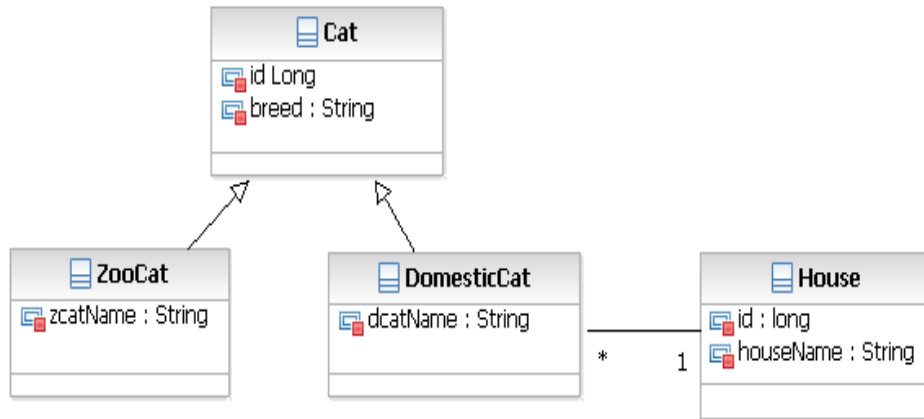 Cat
id Long
breed : String
ZooCat
zcatName : String
DomesticCat
dcatName : String
* 1
House
id : long
houseName : String